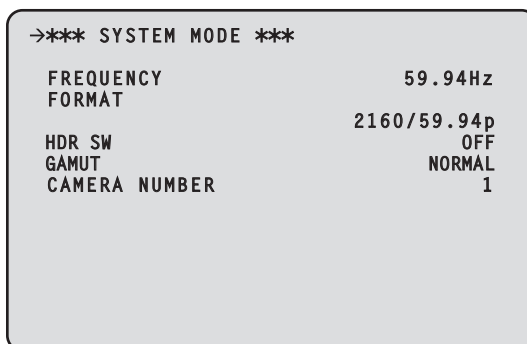 →*** SYSTEM MODE ***
FREQUENCY 59.94Hz
FORMAT
2160/59.94p
HDR SW OFF
GAMUT NORMAL
CAMERA NUMBER 1